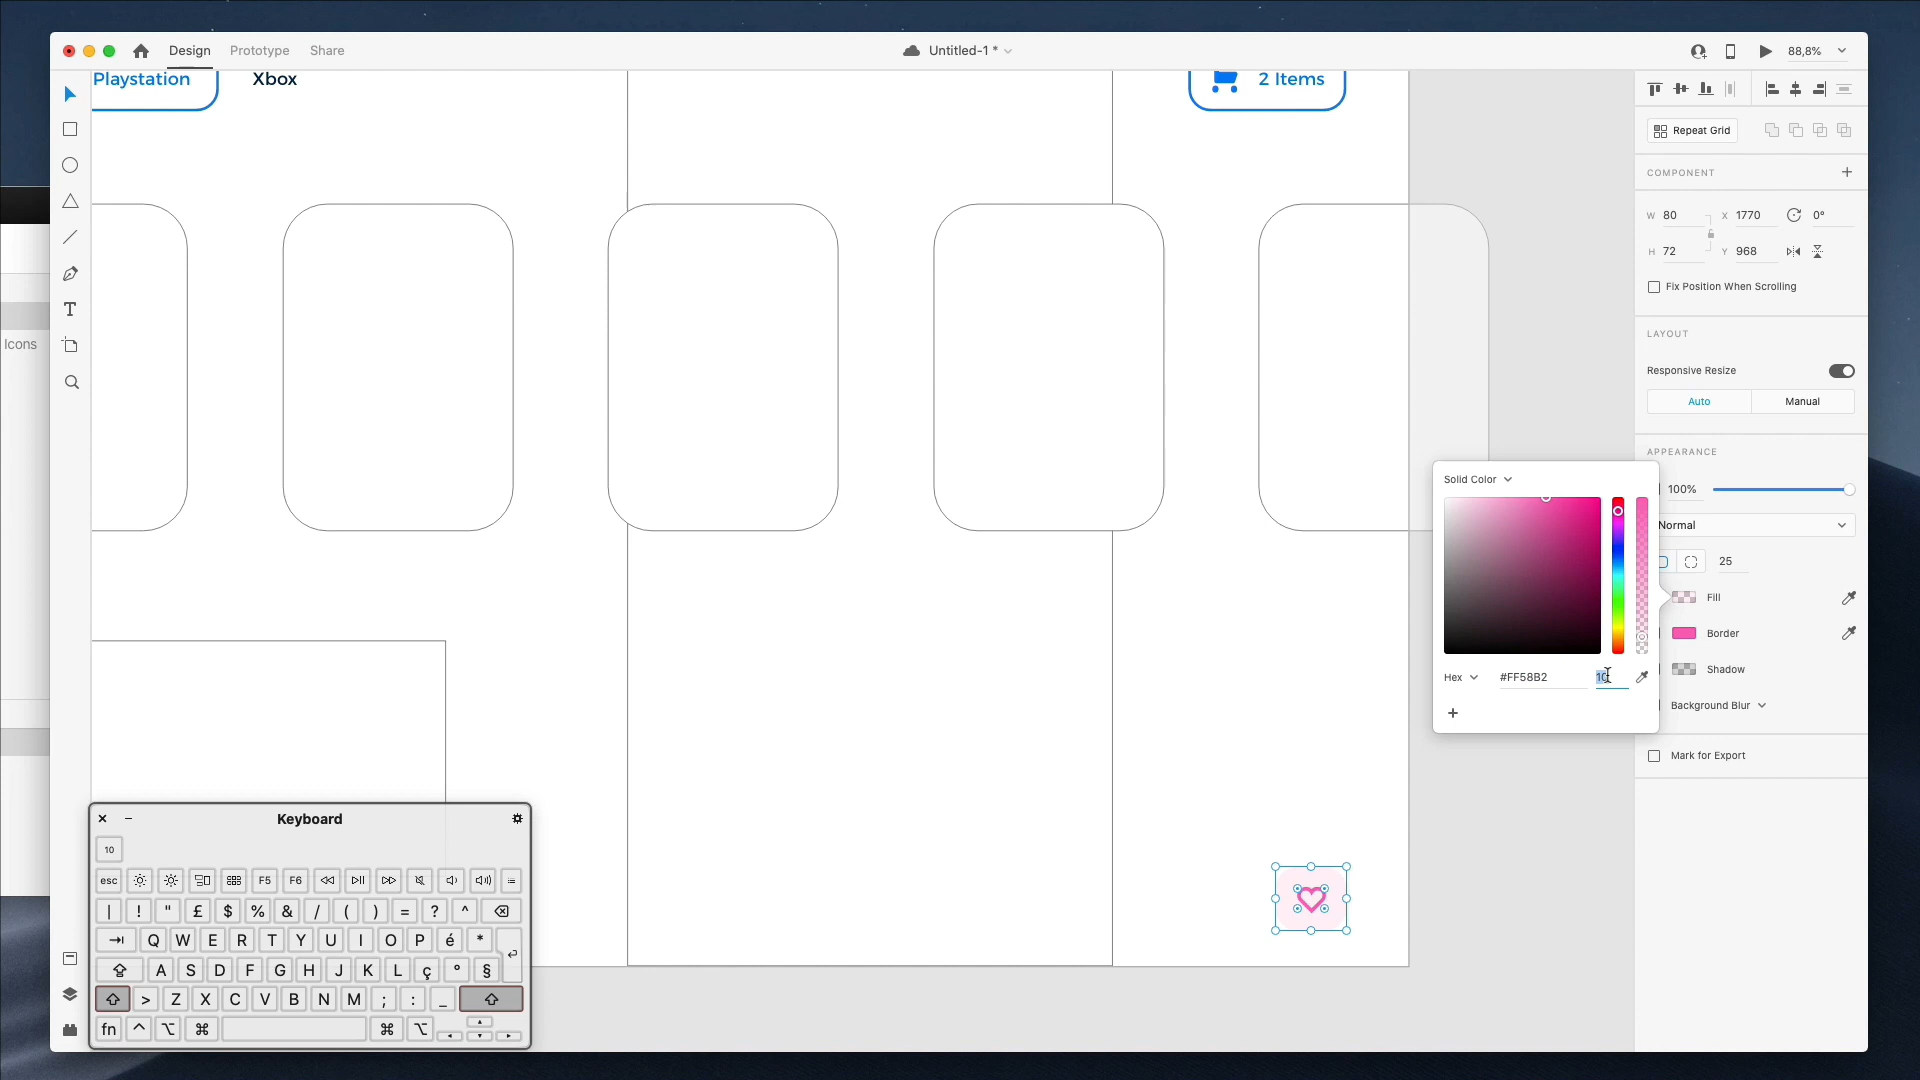 Design Prototype Share
Untitled-1 *
88,8%
Playstation Xbox
2 Items
Icons
Repeat Grid
COMPONENT
W 80 X 1770 0°
H 72 Y 968
Fix Position When Scrolling
LAYOUT
Responsive Resize
Auto Manual
APPEARANCE
100%
Normal
25
Fill
Border
Shadow
Background Blur
Mark for Export
Solid Color
Hex #FF58B2 10
Keyboard
10
esc F5 F6
| ! " £ $ % & / ( ) = ? ^
Q W E R T Y U I O P é *
A S D F G H J K L ç ° §
> Z X C V B N M ; : _
fn ^ ⌥ ⌘ ⌘ ⌥